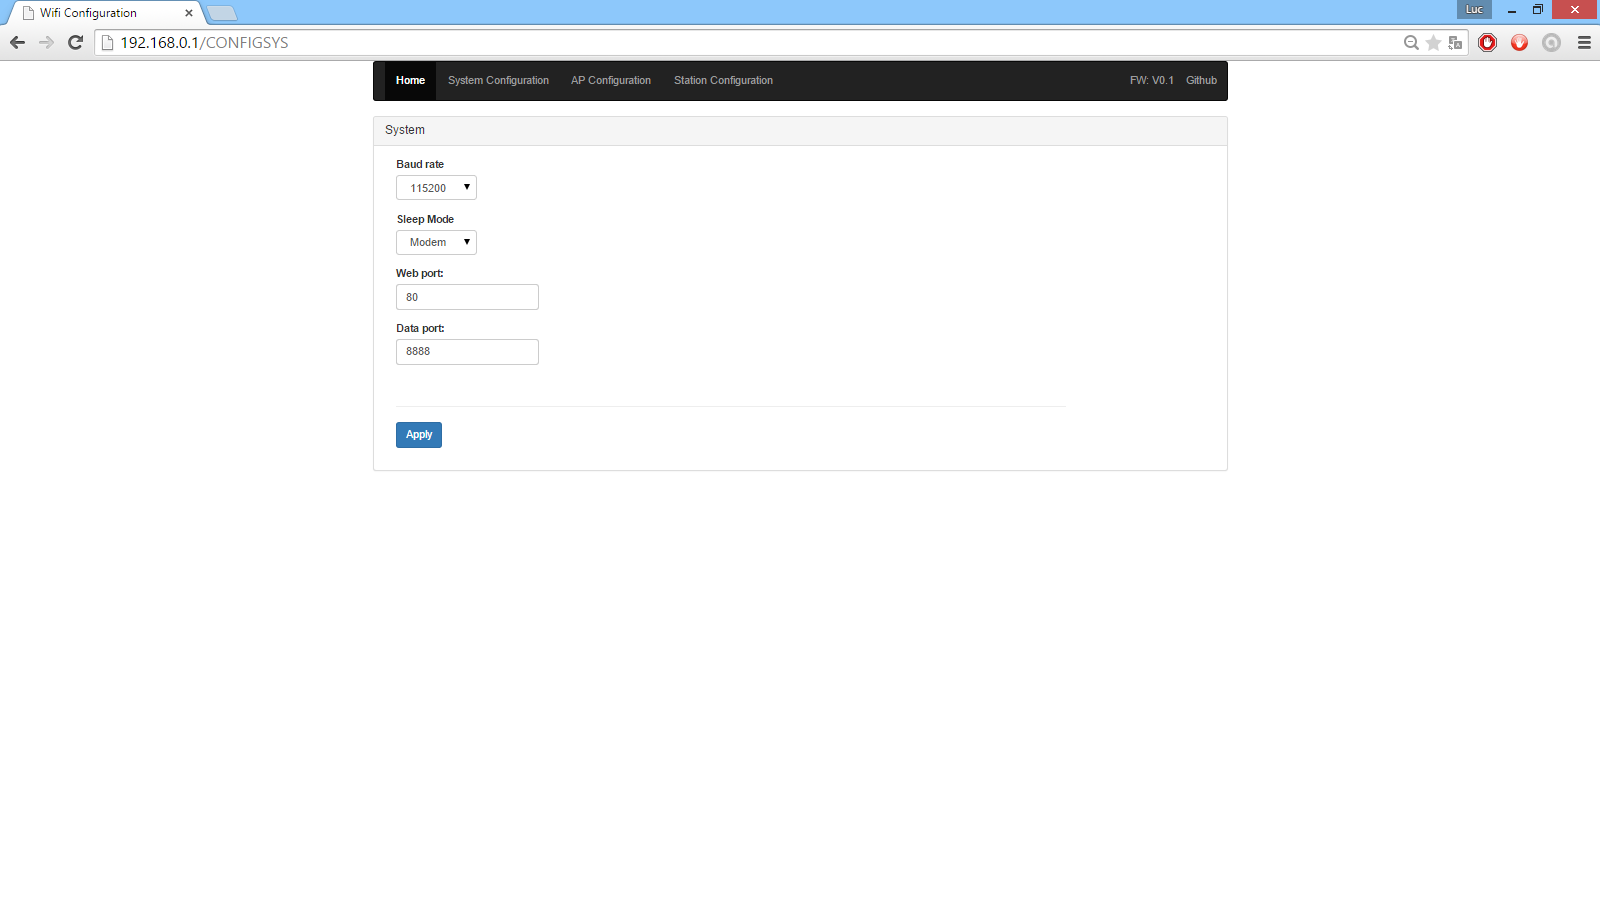 Wifi Configuration
Luc
192.168.0.1/CONFIGSYS
Home System Configuration AP Configuration Station Configuration FW: V0.1 Github
System
Baud rate
115200
Sleep Mode
Modem
Web port:
80
Data port:
8888
Apply